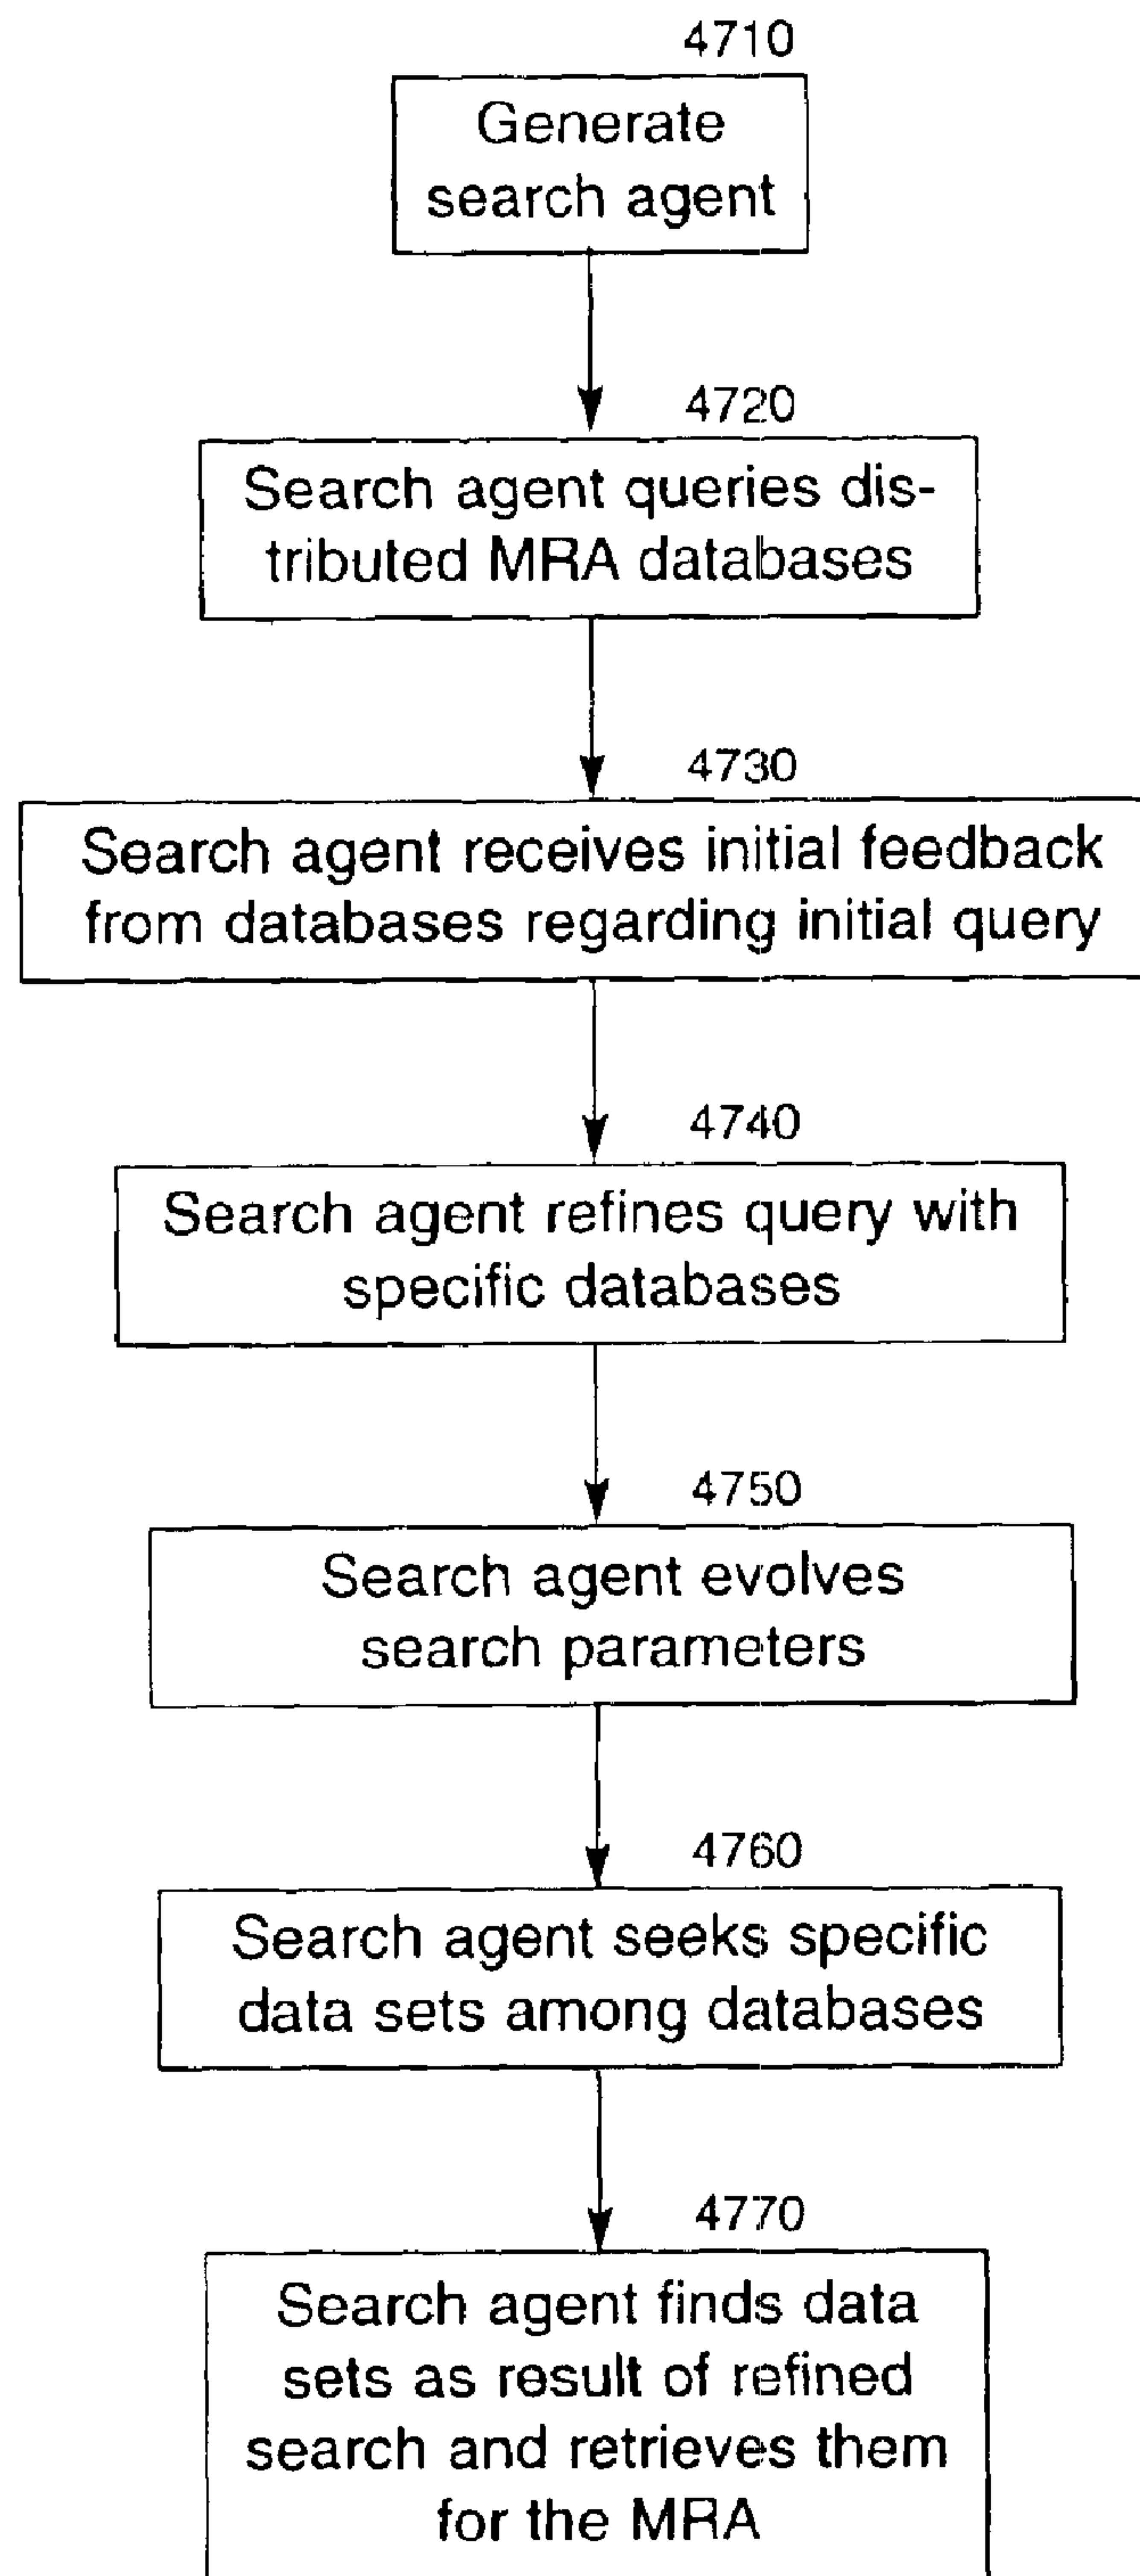 4710
Generate
search agent
4720
Search agent queries dis-
tributed MRA databases
4730
Search agent receives initial feedback
from databases regarding initial query
4740
Search agent refines query with
specific databases
4750
Search agent evolves
search parameters
4760
Search agent seeks specific
data sets among databases
4770
Search agent finds data
sets as result of refined
search and retrieves them
for the MRA